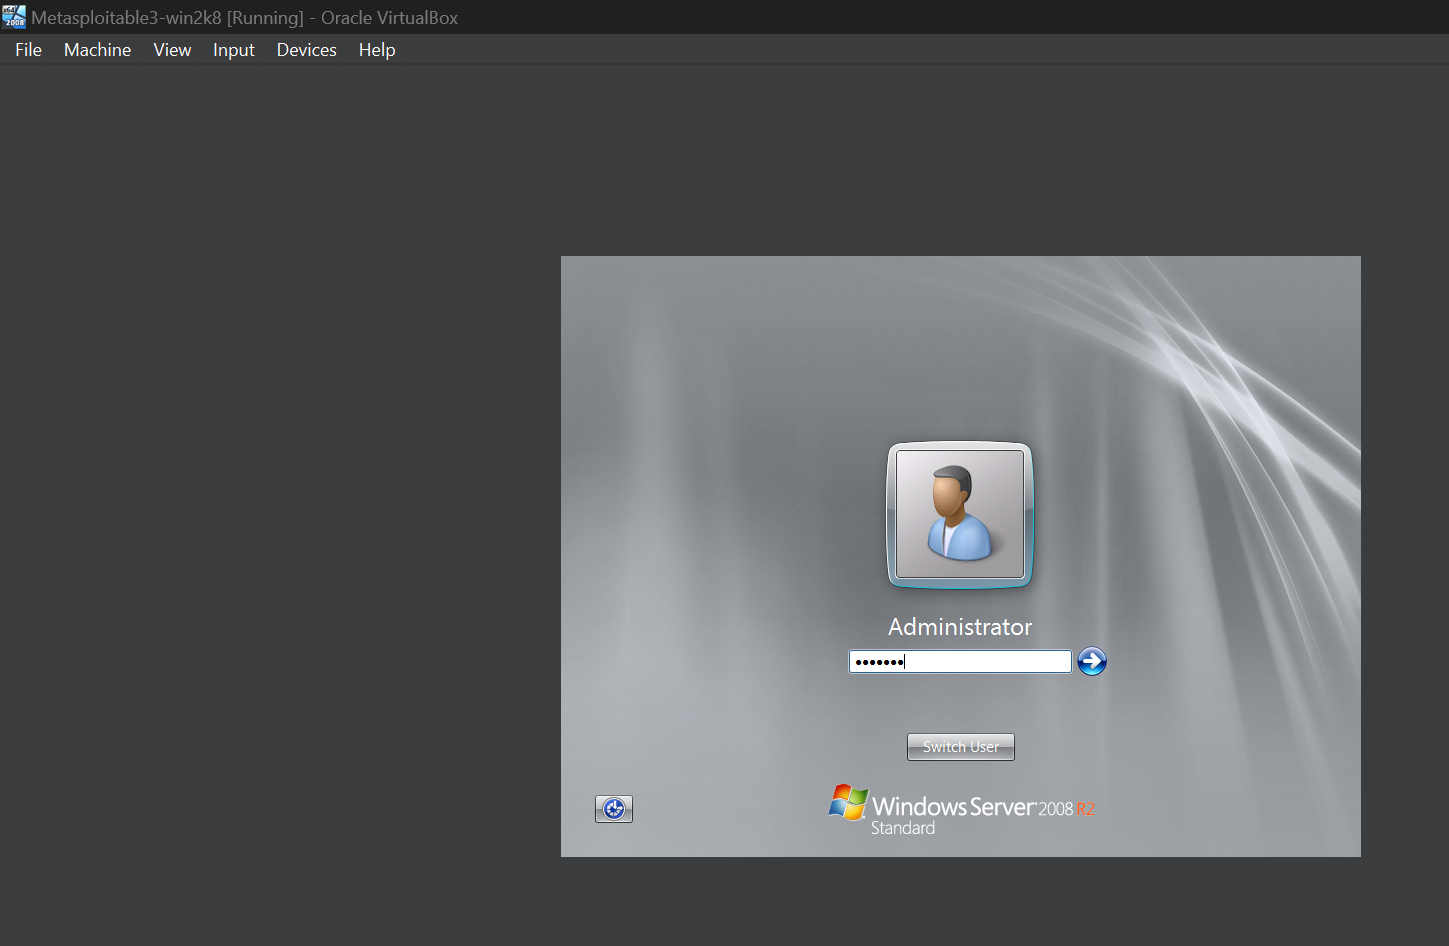 Metasploitable3-win2k8 [Running] - Oracle VirtualBox
File Machine View Input Devices Help
Administrator
Switch User
Windows Server 2008 R2
Standard